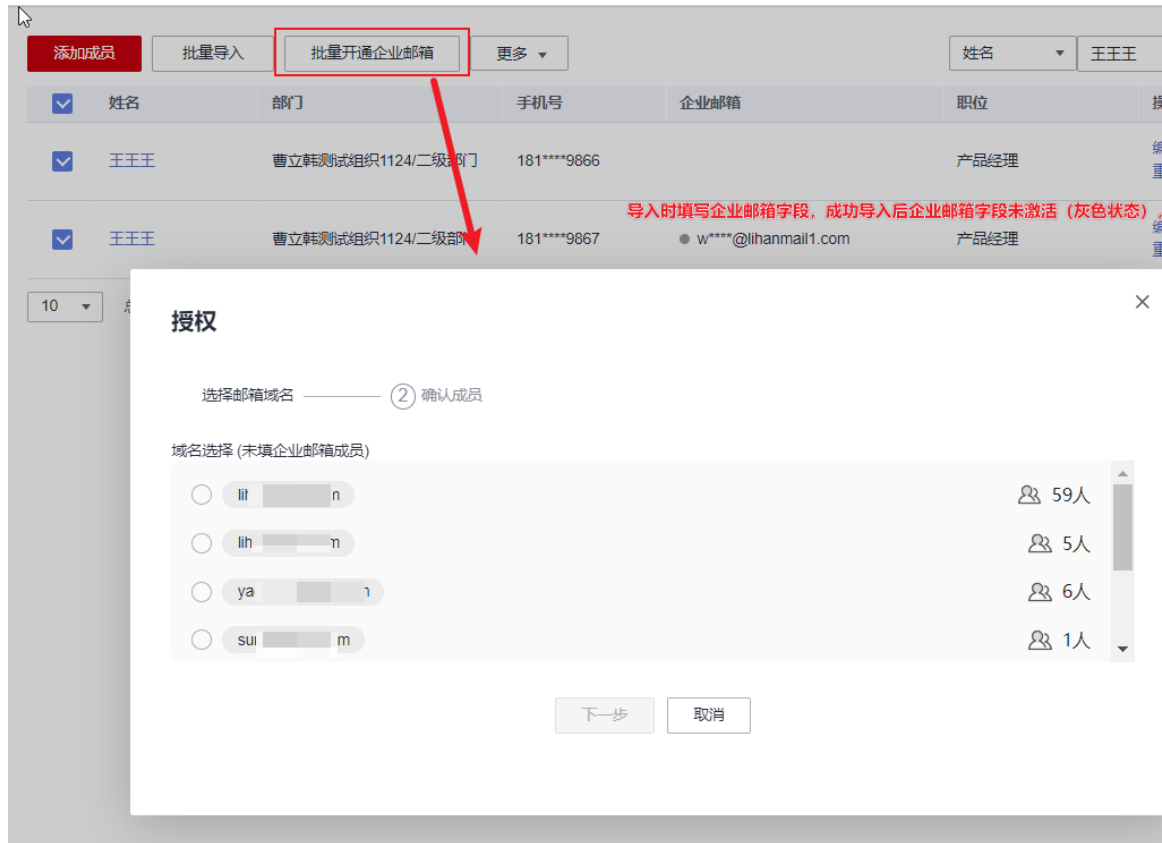 添加成员 批量导入 批量开通企业邮箱 更多 姓名 王王王
姓名 部门 手机号 企业邮箱 职位
王王王 曹立韩测试组织1124/二级部门 181****9866 产品经理
导入时填写企业邮箱字段，成功导入后企业邮箱字段未激活（灰色状态），
王王王 曹立韩测试组织1124/二级部 181****9867 w****@lihanmail1.com 产品经理
10
授权
选择邮箱域名 2 确认成员
域名选择 (未填企业邮箱成员)
59人
5人
6人
1人
下一步 取消